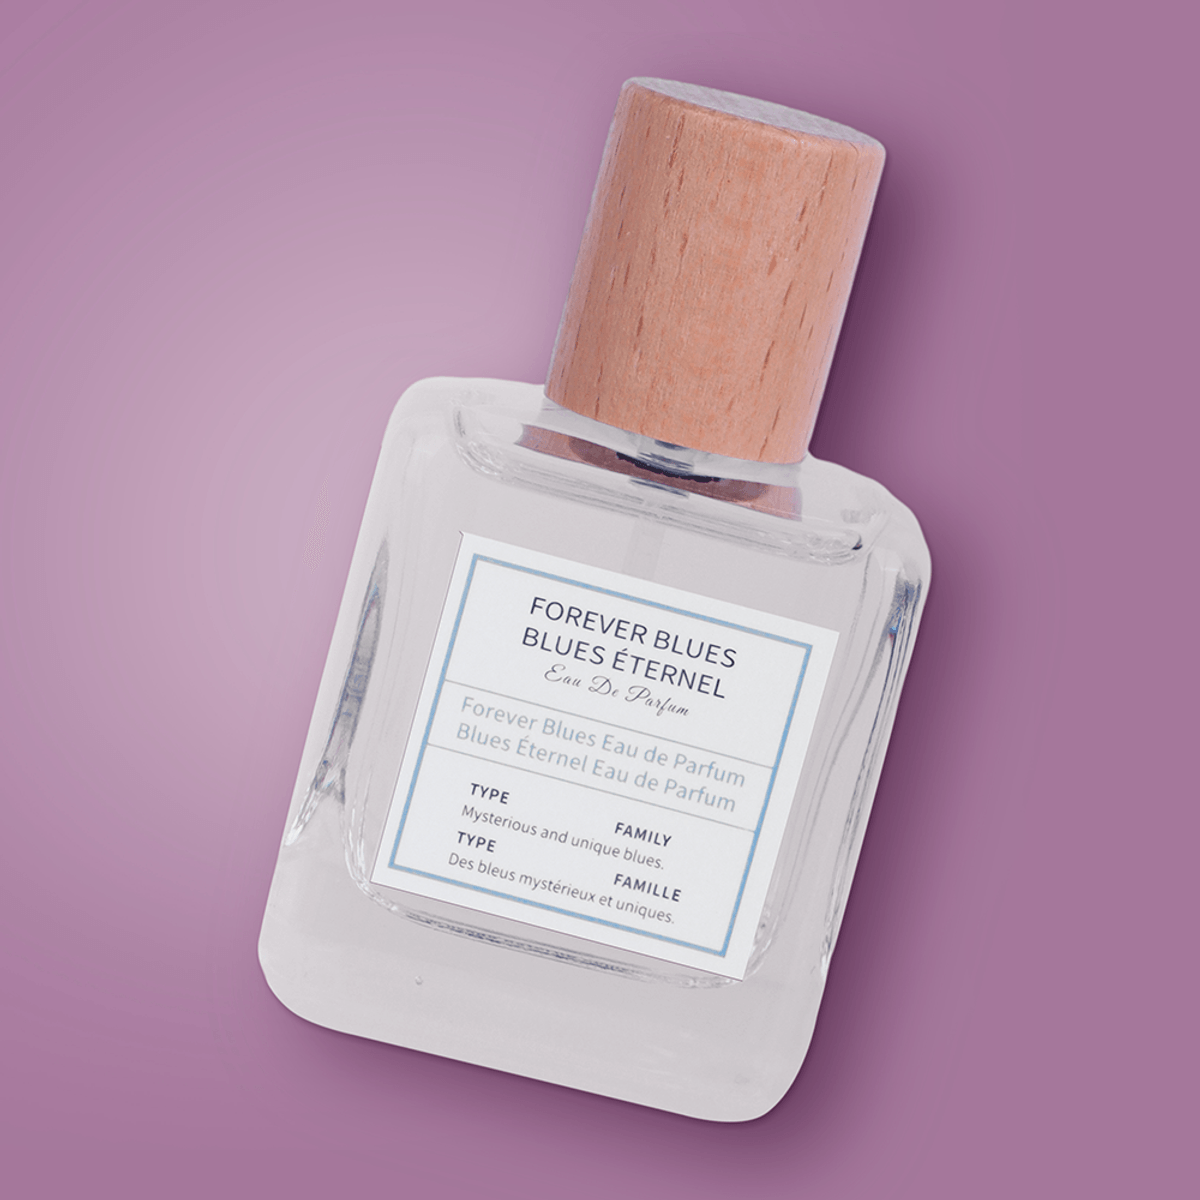 FOREVER BLUES
BLUES ÉTERNEL
Eau De Parfum
Forever Blues Eau de Parfum
Blues Éternel Eau de Parfum
TYPE FAMILY
Mysterious and unique blues.
TYPE FAMILLE
Des bleus mystérieux et uniques.